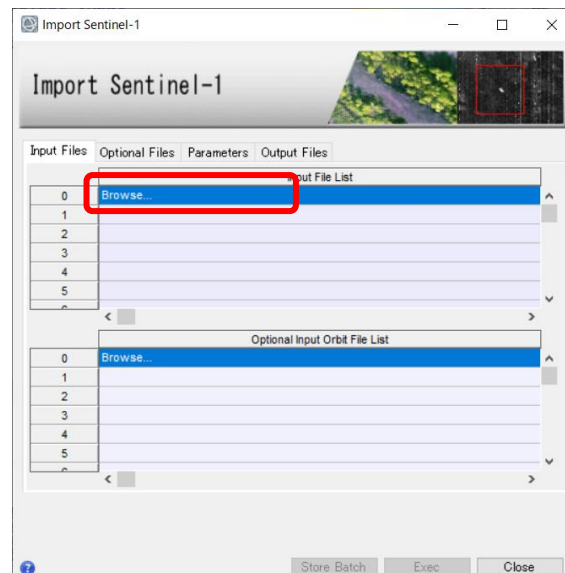 Import Sentinel-1
Import Sentinel-1
Input Files Optional Files Parameters Output Files
Input File List
0 Browse...
1
2
3
4
5
Optional Input Orbit File List
0 Browse...
1
2
3
4
5
Store Batch Exec Close